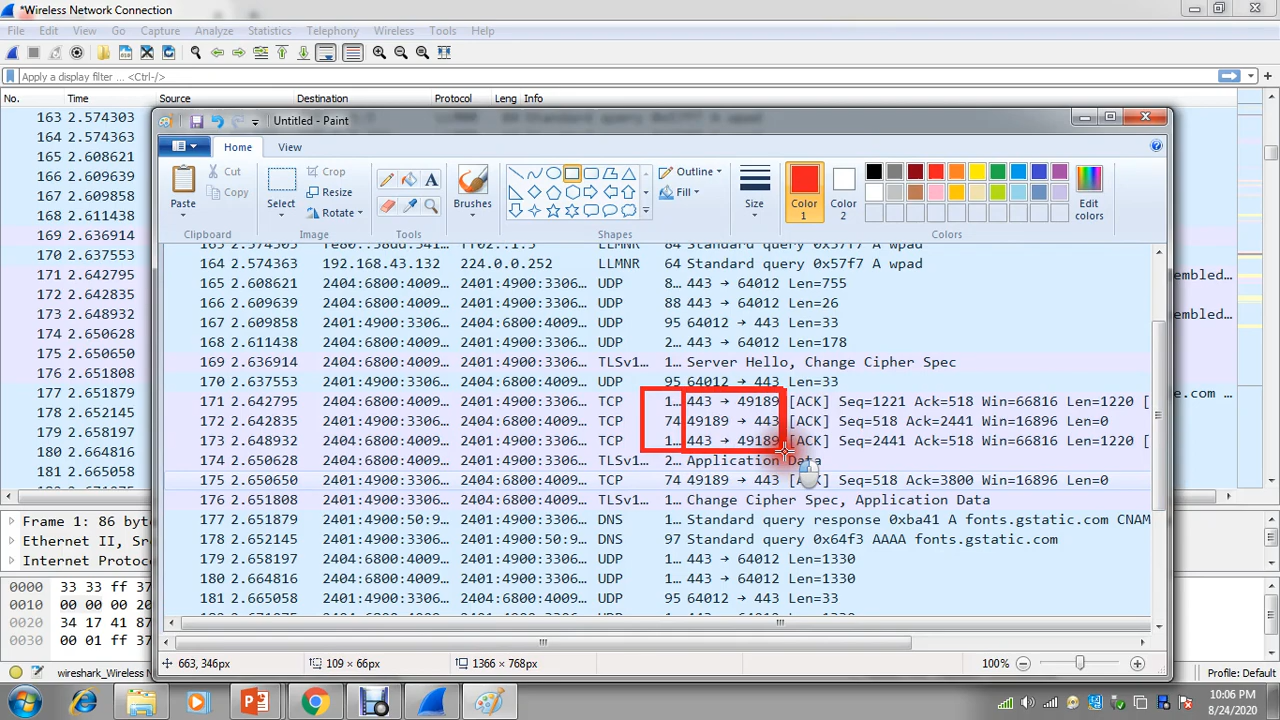 *Wireless Network Connection
File Edit View Go Capture Analyze Statistics Telephony Wireless Tools Help
Apply a display filter ... <Ctrl-/>
No. Time Source Destination Protocol Leng Info
163 2.574303
164 2.574363
165 2.608621
166 2.609639
167 2.609858
168 2.611438
169 2.636914
170 2.637553
171 2.642795
172 2.642835
173 2.648932
174 2.650628
175 2.650650
176 2.651808
177 2.651879
178 2.652145
179 2.658197
180 2.664816
181 2.665058
182 2.671075
embled…
embled…
e.com …
Frame 1: 86 byte
Ethernet II, Src
Internet Protoco
0000 33 33 ff 37
0010 00 00 00 20
0020 34 17 41 87
0030 00 01 ff 37
wireshark_Wireless N
Profile: Default
Untitled - Paint
Home View
Paste
Cut
Copy
Clipboard
Select
Crop
Resize
Rotate
Image
Tools
Brushes
Shapes
Outline
Fill
Size
Color 1
Color 2
Edit colors
Colors
164 2.574363 192.168.43.132 224.0.0.252 LLMNR 64 Standard query 0x57f7 A wpad
165 2.608621 2404:6800:4009… 2401:4900:3306… UDP 8… 443 → 64012 Len=755
166 2.609639 2404:6800:4009… 2401:4900:3306… UDP 88 443 → 64012 Len=26
167 2.609858 2401:4900:3306… 2404:6800:4009… UDP 95 64012 → 443 Len=33
168 2.611438 2404:6800:4009… 2401:4900:3306… UDP 2… 443 → 64012 Len=178
169 2.636914 2404:6800:4009… 2401:4900:3306… TLSv1… 1… Server Hello, Change Cipher Spec
170 2.637553 2401:4900:3306… 2404:6800:4009… UDP 95 64012 → 443 Len=33
171 2.642795 2404:6800:4009… 2401:4900:3306… TCP 1… 443 → 49189 [ACK] Seq=1221 Ack=518 Win=66816 Len=1220 [
172 2.642835 2401:4900:3306… 2404:6800:4009… TCP 74 49189 → 443 [ACK] Seq=518 Ack=2441 Win=16896 Len=0
173 2.648932 2404:6800:4009… 2401:4900:3306… TCP 1… 443 → 49189 [ACK] Seq=2441 Ack=518 Win=66816 Len=1220 [
174 2.650628 2404:6800:4009… 2401:4900:3306… TLSv1… 2… Application Data
175 2.650650 2401:4900:3306… 2404:6800:4009… TCP 74 49189 → 443 [ACK] Seq=518 Ack=3800 Win=16896 Len=0
176 2.651808 2401:4900:3306… 2404:6800:4009… TLSv1… 1… Change Cipher Spec, Application Data
177 2.651879 2401:4900:50:9… 2401:4900:3306… DNS 1… Standard query response 0xba41 A fonts.gstatic.com CNAM
178 2.652145 2401:4900:3306… 2401:4900:50:9… DNS 97 Standard query 0x64f3 AAAA fonts.gstatic.com
179 2.658197 2404:6800:4009… 2401:4900:3306… UDP 1… 443 → 64012 Len=1330
180 2.664816 2404:6800:4009… 2401:4900:3306… UDP 1… 443 → 64012 Len=1330
181 2.665058 2401:4900:3306… 2404:6800:4009… UDP 95 64012 → 443 Len=33
663, 346px
109 × 66px
1366 × 768px
100%
10:06 PM
8/24/2020